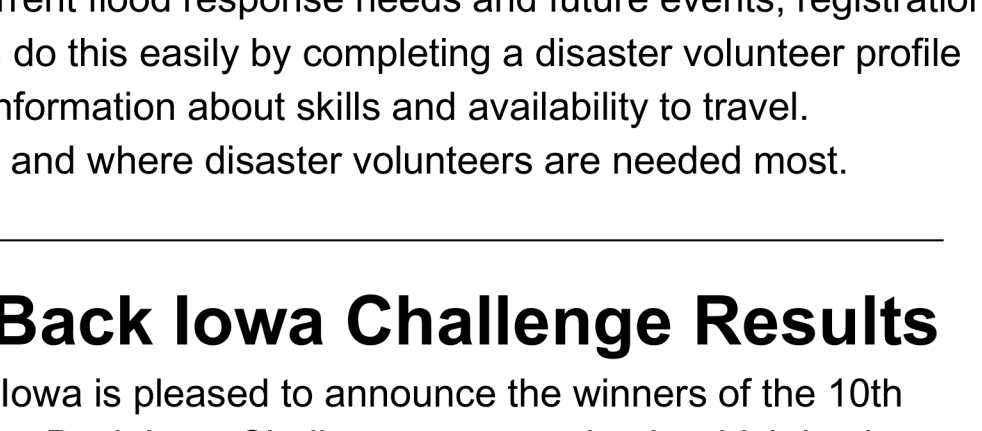 flood response needs and future events, registration
do this easily by completing a disaster volunteer profile
about skills and availability to travel.
and where disaster volunteers are needed most.
Back Iowa Challenge Results
Iowa is pleased to announce the winners of the 10th